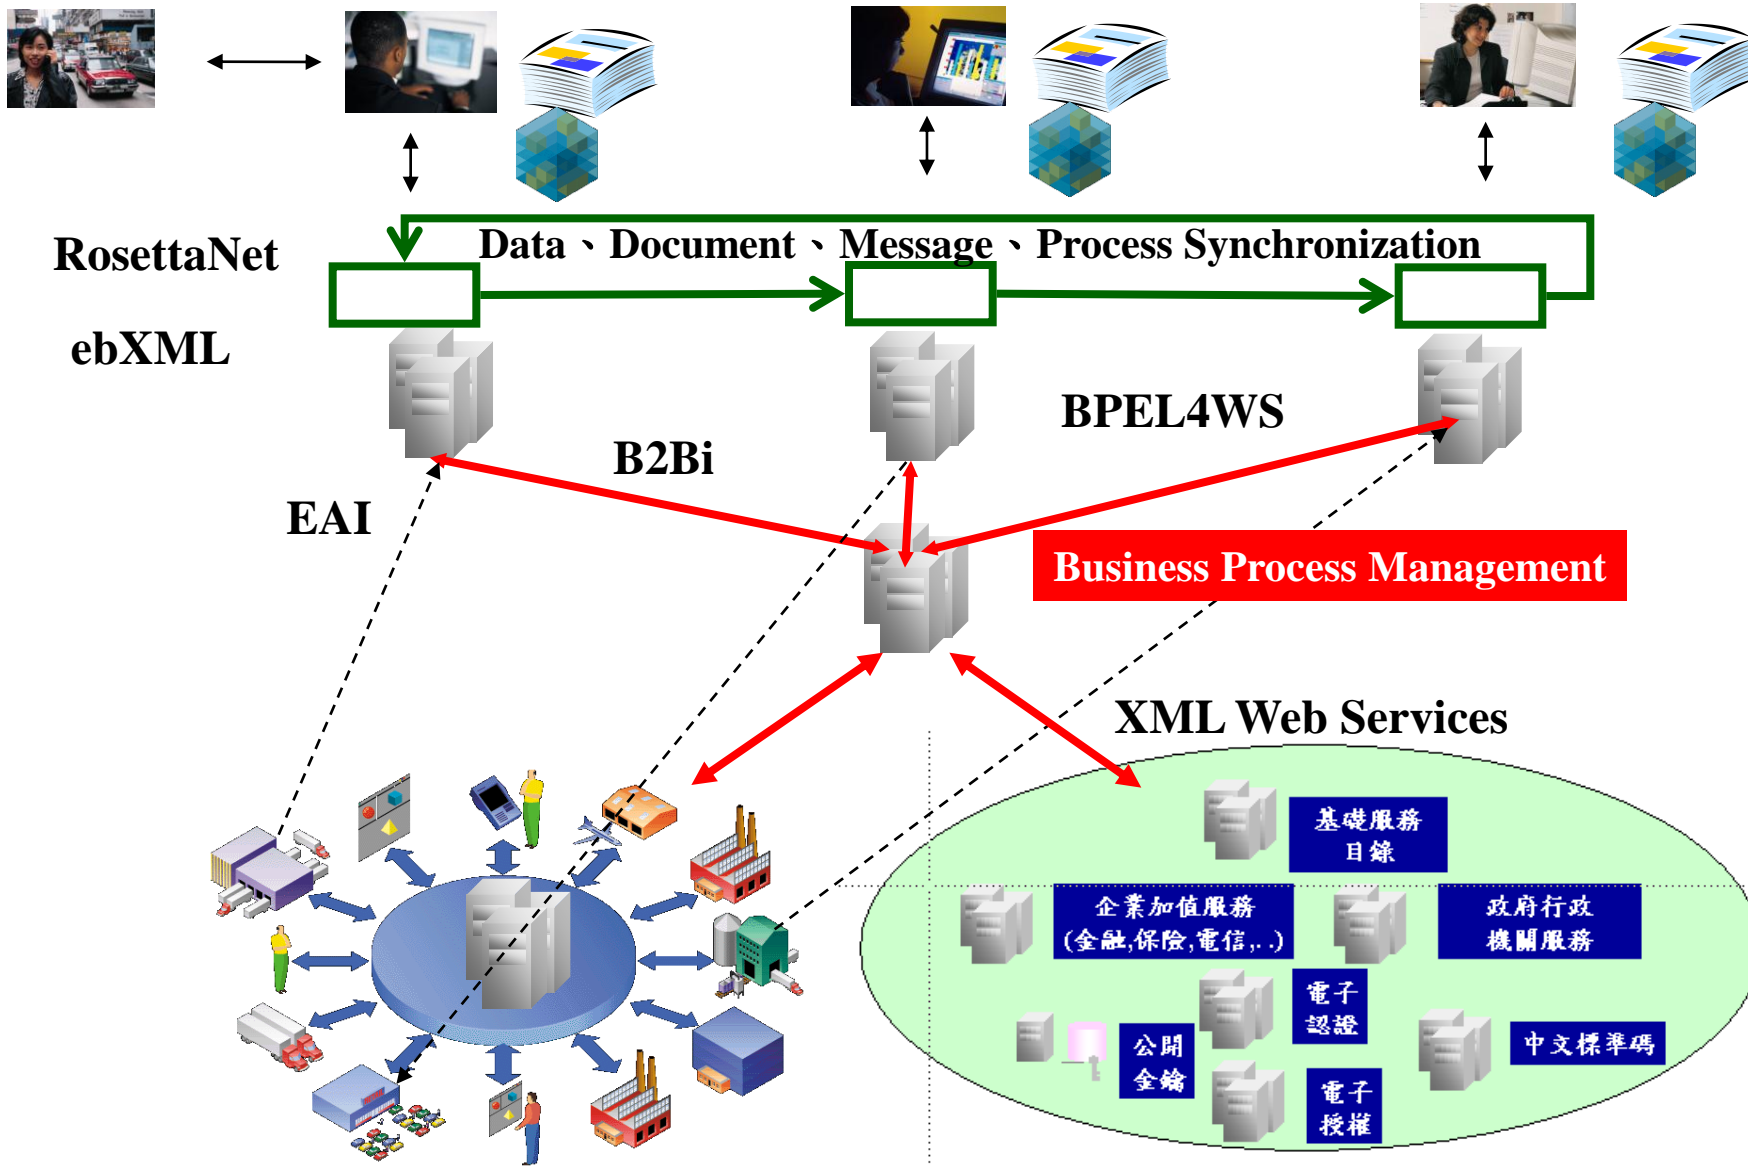 RosettaNet
Data、Document、Message、Process Synchronization
ebXML
BPEL4WS
B2Bi
EAI
Business Process Management
XML Web Services
基礎服務
目錄
企業加值服務
(金融,保險,電信,..)
政府行政
機關服務
電子
認證
公開
金鑰
中文標準碼
電子
授權